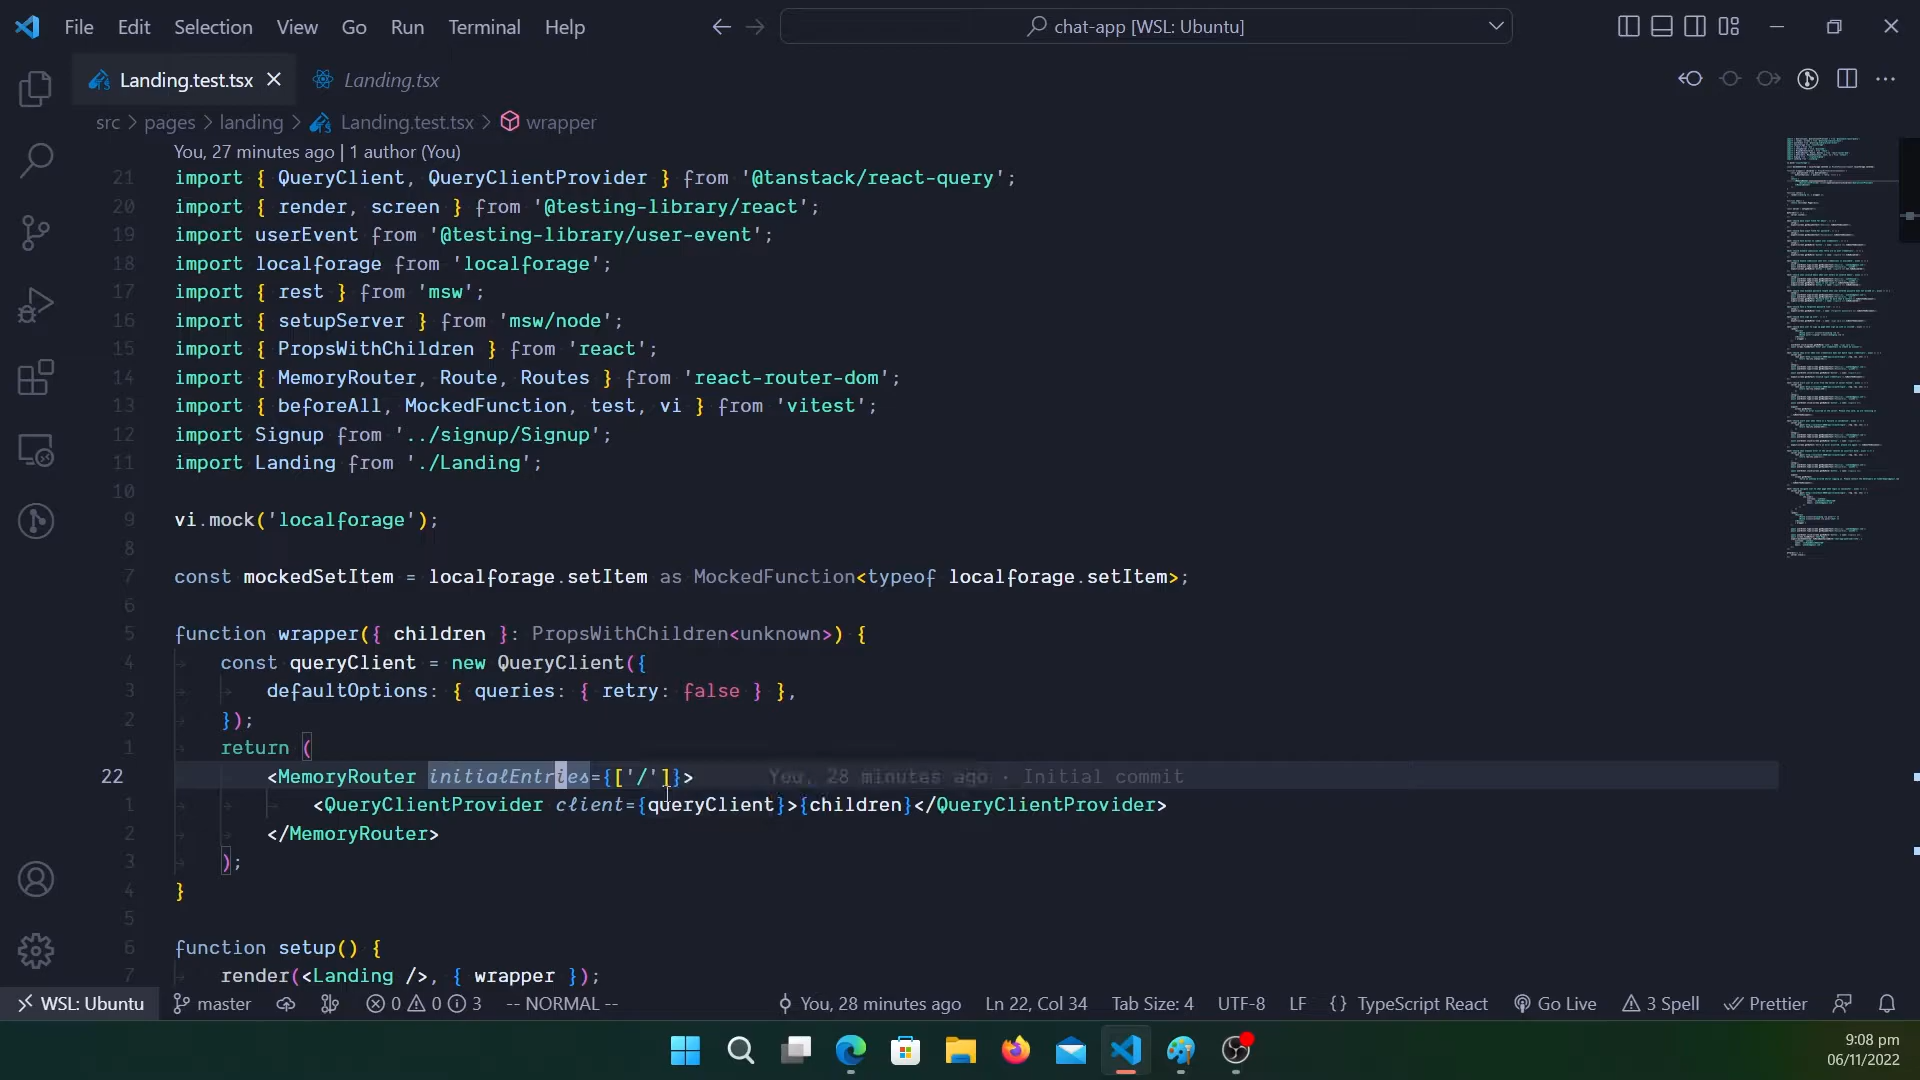 File Edit Selection View Go Run Terminal Help
chat-app [WSL: Ubuntu]
Landing.test.tsx
Landing.tsx
src > pages > landing > Landing.test.tsx > wrapper
You, 27 minutes ago | 1 author (You)
21 import { QueryClient, QueryClientProvider } from '@tanstack/react-query';
20 import { render, screen } from '@testing-library/react';
19 import userEvent from '@testing-library/user-event';
18 import localforage from 'localforage';
17 import { rest } from 'msw';
16 import { setupServer } from 'msw/node';
15 import { PropsWithChildren } from 'react';
14 import { MemoryRouter, Route, Routes } from 'react-router-dom';
13 import { beforeAll, MockedFunction, test, vi } from 'vitest';
12 import Signup from '../signup/Signup';
11 import Landing from './Landing';
10
9 vi.mock('localforage');
8
7 const mockedSetItem = localforage.setItem as MockedFunction<typeof localforage.setItem>;
6
5 function wrapper({ children }: PropsWithChildren<unknown>) {
4 const queryClient = new QueryClient({
3 defaultOptions: { queries: { retry: false } },
2 });
1 return (
22 <MemoryRouter initialEntries={['/']}> You, 28 minutes ago · Initial commit
1 <QueryClientProvider client={queryClient}>{children}</QueryClientProvider>
2 </MemoryRouter>
3 );
4 }
5
6 function setup() {
7 render(<Landing />, { wrapper });
WSL: Ubuntu master 0 0 3 -- NORMAL -- You, 28 minutes ago Ln 22, Col 34 Tab Size: 4 UTF-8 LF {} TypeScript React Go Live 3 Spell Prettier
9:08 pm
06/11/2022